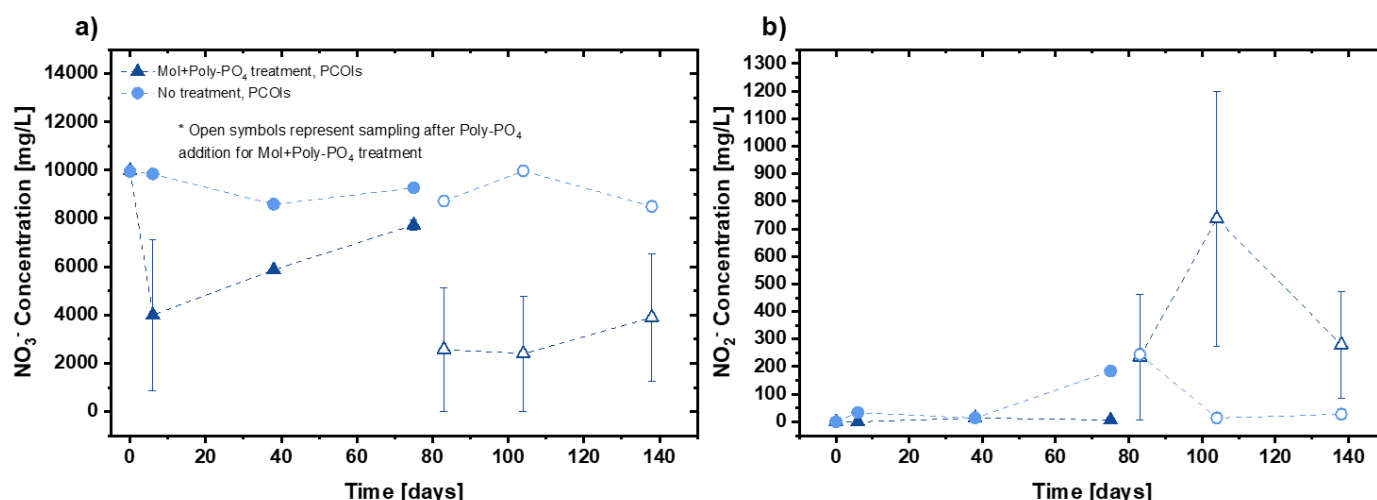 a)
14000
12000
10000
8000
6000
4000
2000
0
NO₃⁻ Concentration [mg/L]
Mol+Poly-PO₄ treatment, PCOIs
No treatment, PCOIs
* Open symbols represent sampling after Poly-PO₄
addition for Mol+Poly-PO₄ treatment
0 20 40 60 80 100 120 140
Time [days]
b)
1300
1200
1100
1000
900
800
700
600
500
400
300
200
100
0
NO₂⁻ Concentration [mg/L]
0 20 40 60 80 100 120 140
Time [days]